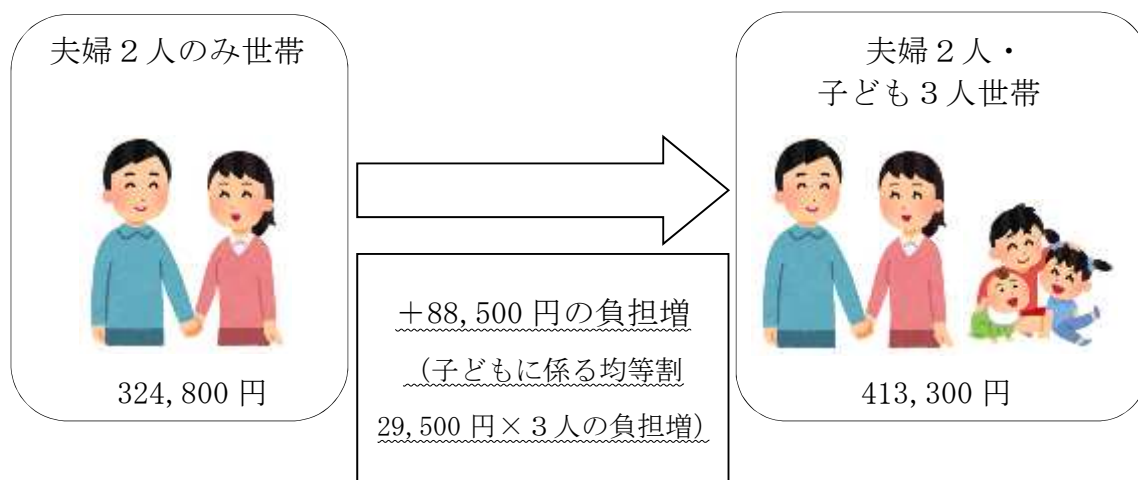 夫婦２人のみ世帯
324,800 円
＋88,500 円の負担増
（子どもに係る均等割
29,500 円×３人の負担増）
夫婦２人・
子ども３人世帯
413,300 円